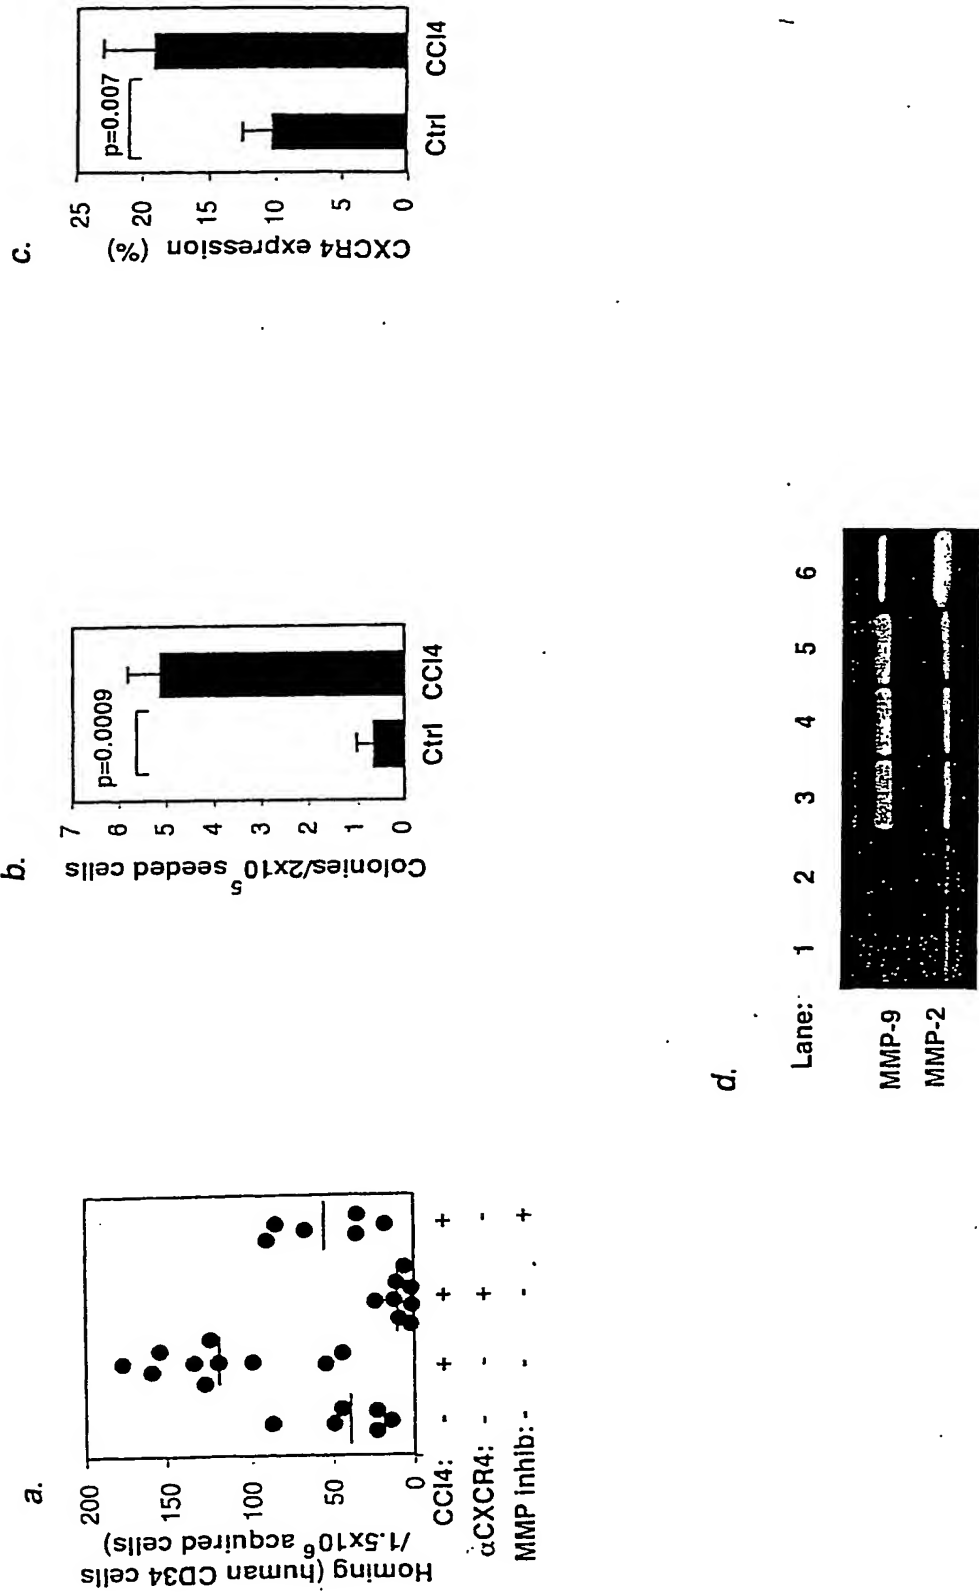 a.
Homing (human CD34 cells
/1.5x10⁶ acquired cells)
200
150
100
50
0
CCl4: - + + +
αCXCR4: - - + -
MMP inhib: - - - +
b.
Colonies/2x10⁵ seeded cells
7
6
5
4
3
2
1
0
p=0.0009
Ctrl CCl4
c.
CXCR4 expression (%)
25
20
15
10
5
0
p=0.007
Ctrl CCl4
d.
Lane: 1 2 3 4 5 6
MMP-9
MMP-2